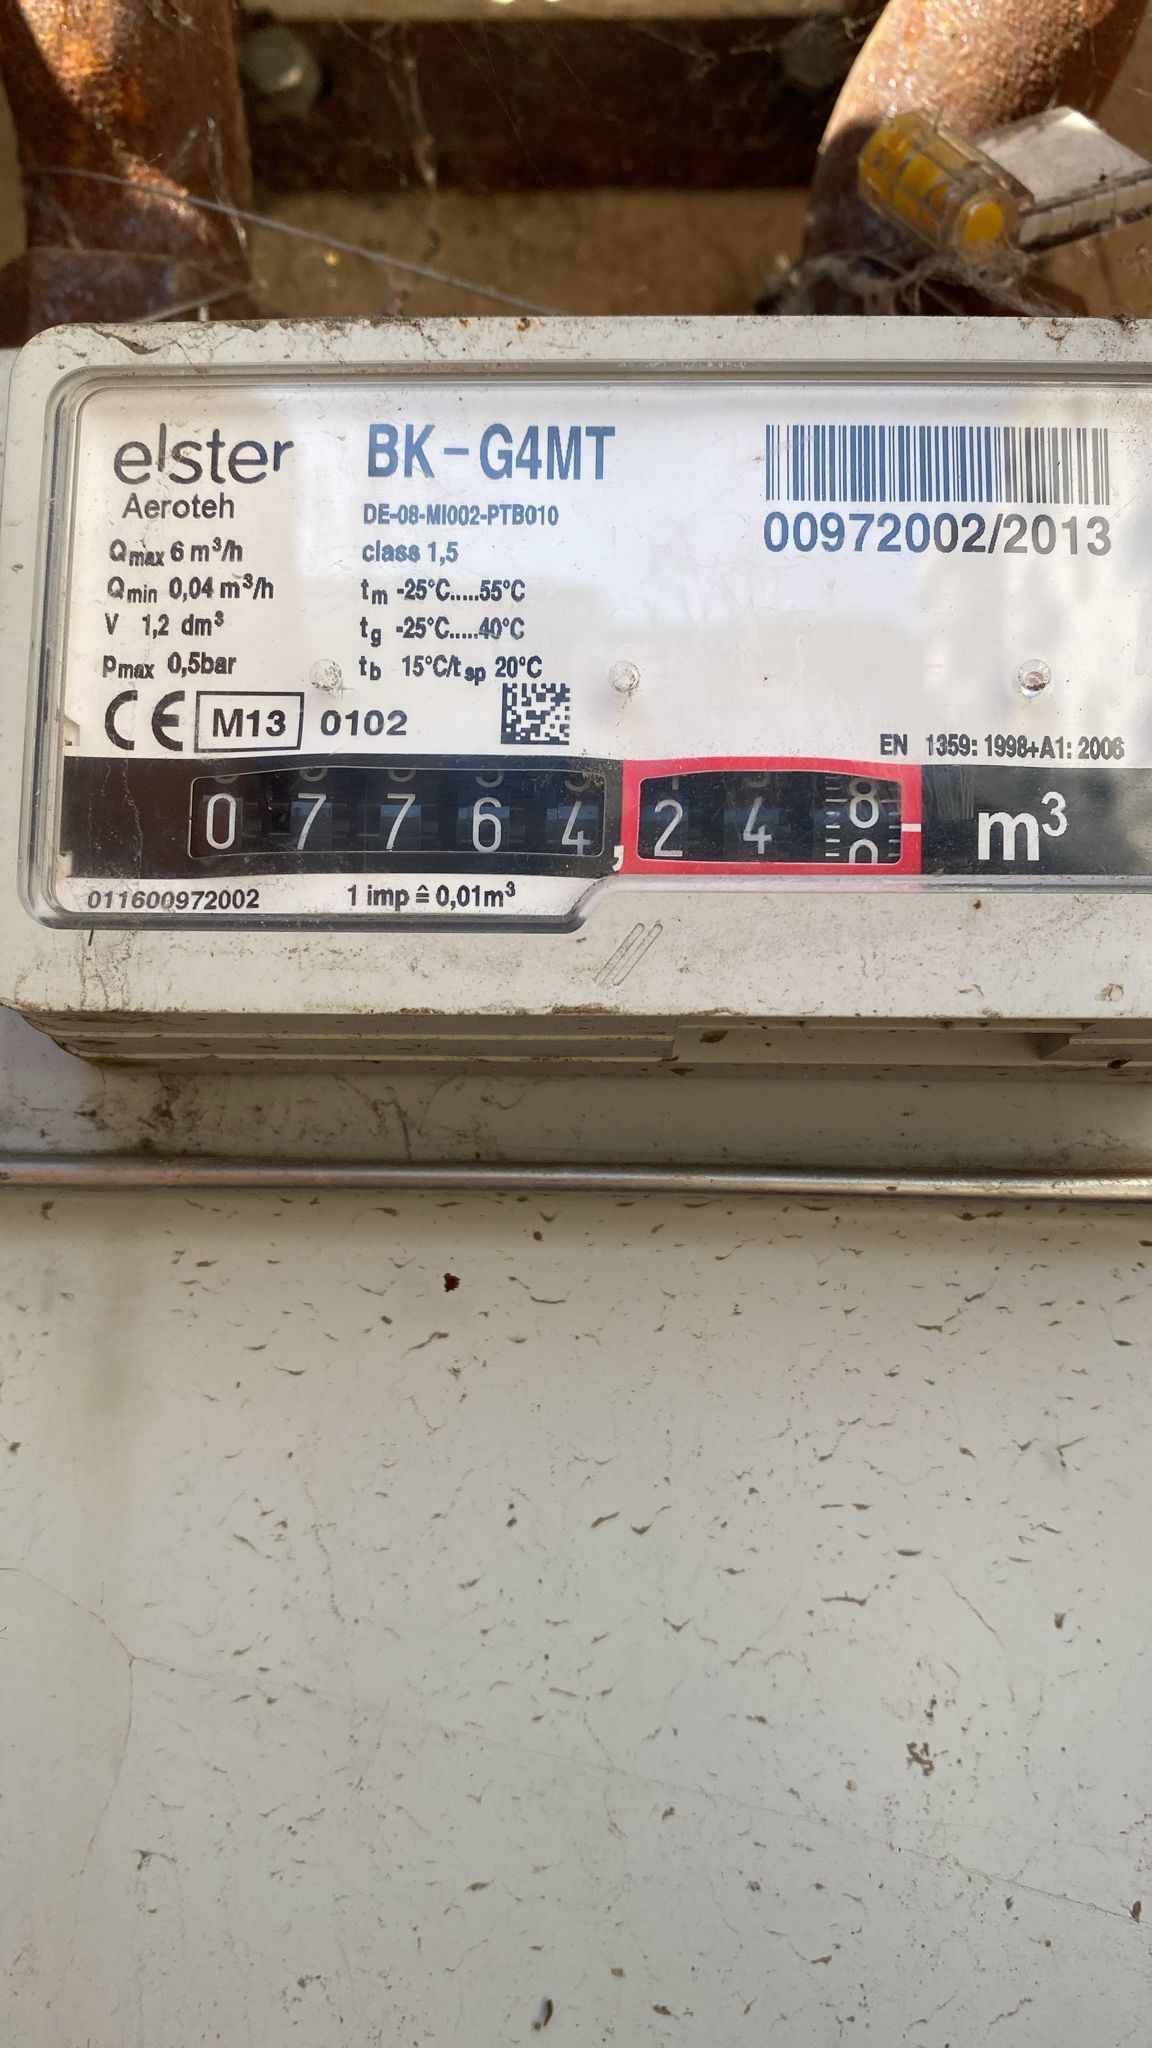 elster
Aeroteh
BK-G4MT
DE-08-MI002-PTB010
00972002/2013
Qmax 6 m³/h
class 1,5
Qmin 0,04 m³/h
tm -25°C.....55°C
V 1,2 dm³
tg -25°C.....40°C
pmax 0,5bar
tb 15°C/tsp 20°C
CE M13 0102
EN 1359: 1998+A1: 2006
07764,248 m³
011600972002
1 imp ≙ 0,01m³